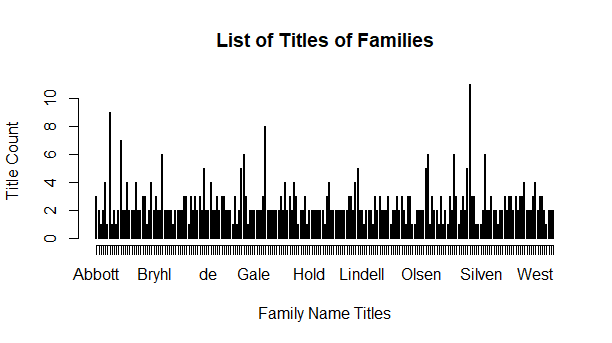 List of Titles of Families
Title Count
0 2 4 6 8 10
Abbott Bryhl de Gale Hold Lindell Olsen Silven West
Family Name Titles